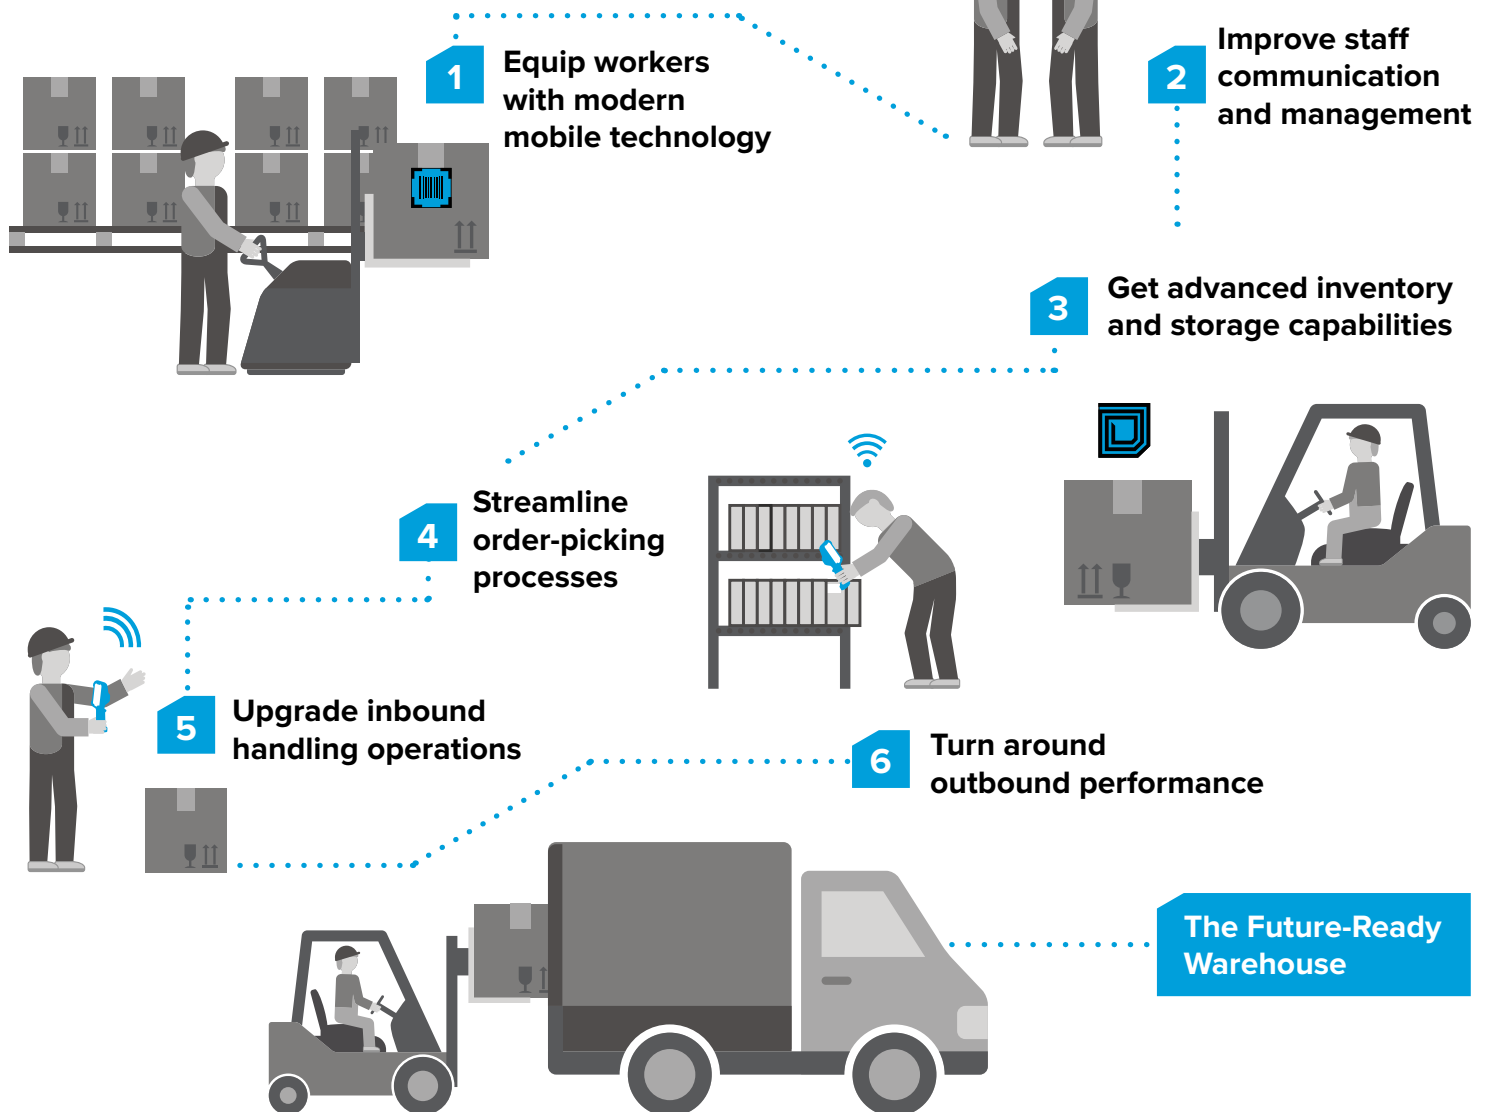 1
Equip workers
with modern
mobile technology
2
Improve staff
communication
and management
3
Get advanced inventory
and storage capabilities
4
Streamline
order-picking
processes
5
Upgrade inbound
handling operations
6
Turn around
outbound performance
The Future-Ready
Warehouse